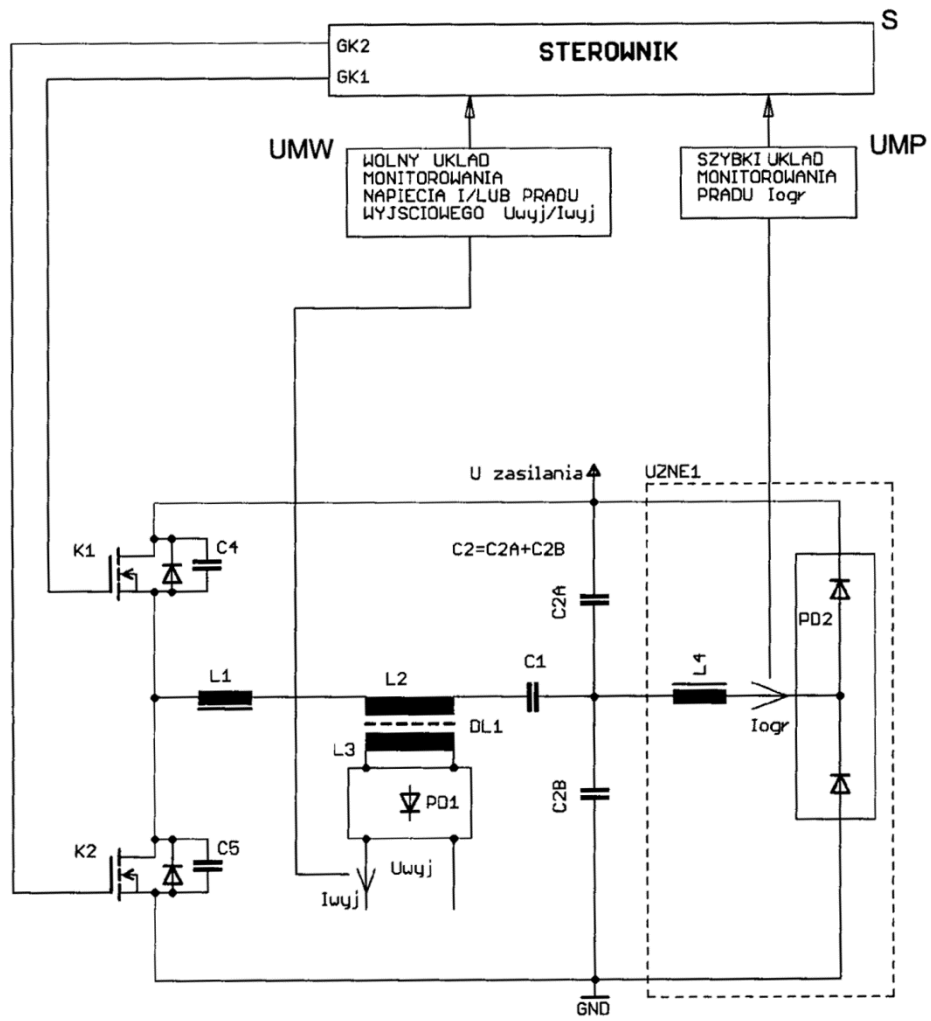 S
GK2
STEROWNIK
GK1
UMW
WOLNY UKLAD
MONITOROWANIA
NAPIECIA I/LUB PRADU
WYJSCIOWEGO Uwyj/Iwyj
SZYBKI UKLAD
MONITOROWANIA
PRADU Iogr
UMP
U zasilania
UZNE1
K1
C4
C2=C2A+C2B
C2A
PD2
L1
L2
C1
L4
Iogr
DL1
L3
PD1
C2B
K2
C5
Uwyj
Iwyj
GND